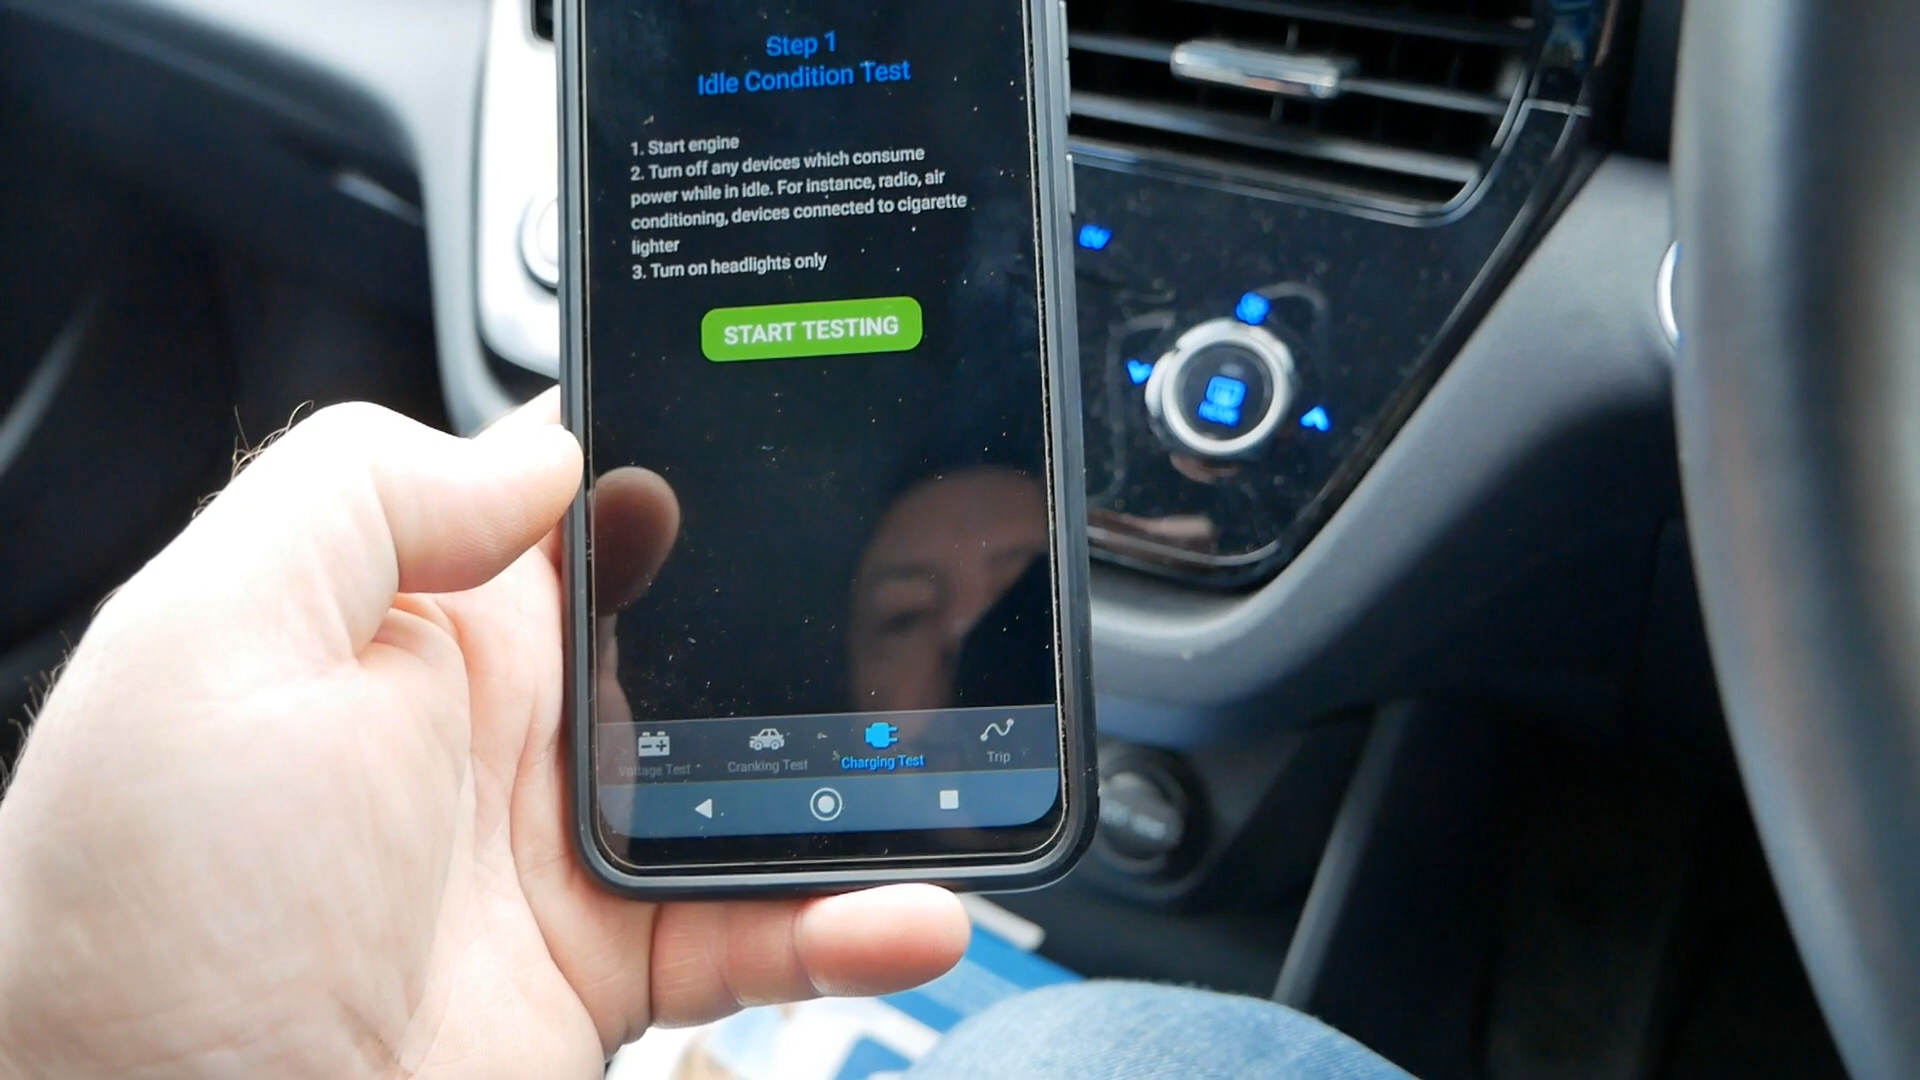 Step 1
Idle Condition Test
1. Start engine
2. Turn off any devices which consume
power while in idle. For instance, radio, air
conditioning, devices connected to cigarette
lighter
3. Turn on headlights only
START TESTING
Voltage Test
Cranking Test
Charging Test
Trip